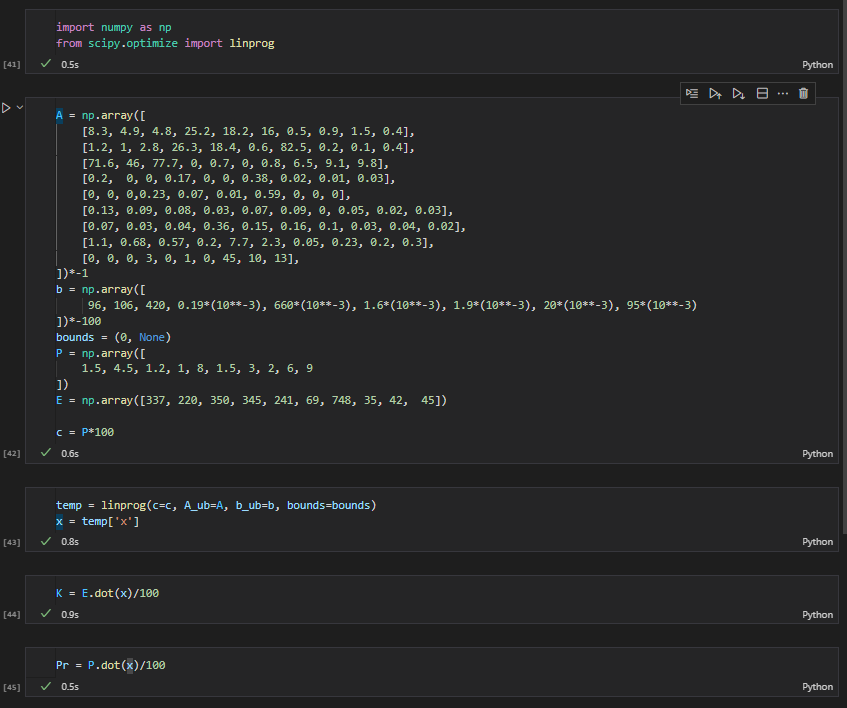 import numpy as np
from scipy.optimize import linprog
[41] ✓ 0.5s Python
A = np.array([
    [8.3, 4.9, 4.8, 25.2, 18.2, 16, 0.5, 0.9, 1.5, 0.4],
    [1.2, 1, 2.8, 26.3, 18.4, 0.6, 82.5, 0.2, 0.1, 0.4],
    [71.6, 46, 77.7, 0, 0.7, 0, 0.8, 6.5, 9.1, 9.8],
    [0.2,  0, 0, 0.17, 0, 0, 0.38, 0.02, 0.01, 0.03],
    [0, 0, 0,0.23, 0.07, 0.01, 0.59, 0, 0, 0],
    [0.13, 0.09, 0.08, 0.03, 0.07, 0.09, 0, 0.05, 0.02, 0.03],
    [0.07, 0.03, 0.04, 0.36, 0.15, 0.16, 0.1, 0.03, 0.04, 0.02],
    [1.1, 0.68, 0.57, 0.2, 7.7, 2.3, 0.05, 0.23, 0.2, 0.3],
    [0, 0, 0, 3, 0, 1, 0, 45, 10, 13],
])*-1
b = np.array([
     96, 106, 420, 0.19*(10**-3), 660*(10**-3), 1.6*(10**-3), 1.9*(10**-3), 20*(10**-3), 95*(10**-3)
])*-100
bounds = (0, None)
P = np.array([
    1.5, 4.5, 1.2, 1, 8, 1.5, 3, 2, 6, 9
])
E = np.array([337, 220, 350, 345, 241, 69, 748, 35, 42,  45])
c = P*100
[42] ✓ 0.6s Python
temp = linprog(c=c, A_ub=A, b_ub=b, bounds=bounds)
x = temp['x']
[43] ✓ 0.8s Python
K = E.dot(x)/100
[44] ✓ 0.9s Python
Pr = P.dot(x)/100
[45] ✓ 0.5s Python